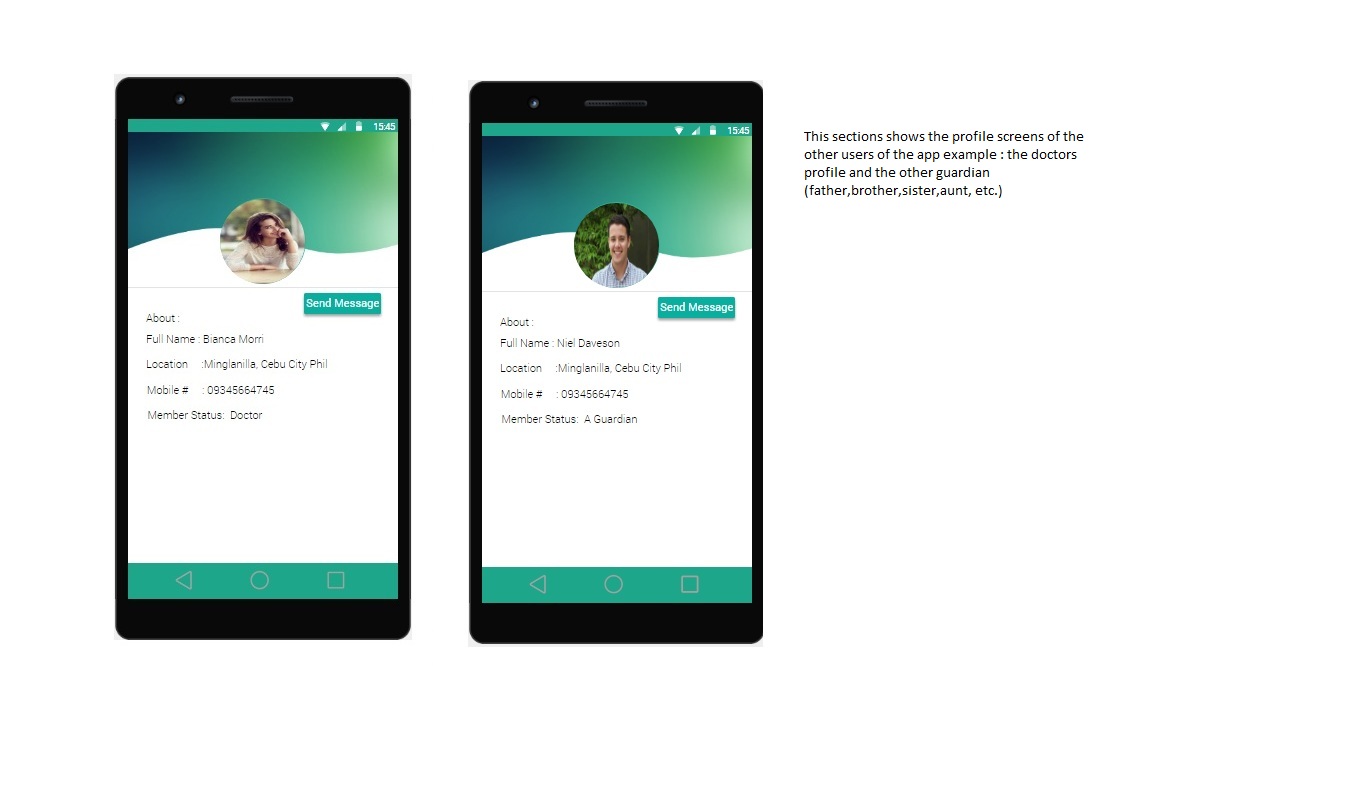 15:45
Send Message
About :
Full Name : Bianca Morri
Location :Minglanilla, Cebu City Phil
Mobile # : 09345664745
Member Status: Doctor
15:45
Send Message
About :
Full Name : Niel Daveson
Location :Minglanilla, Cebu City Phil
Mobile # : 09345664745
Member Status: A Guardian
This sections shows the profile screens of the
other users of the app example : the doctors
profile and the other guardian
(father,brother,sister,aunt, etc.)